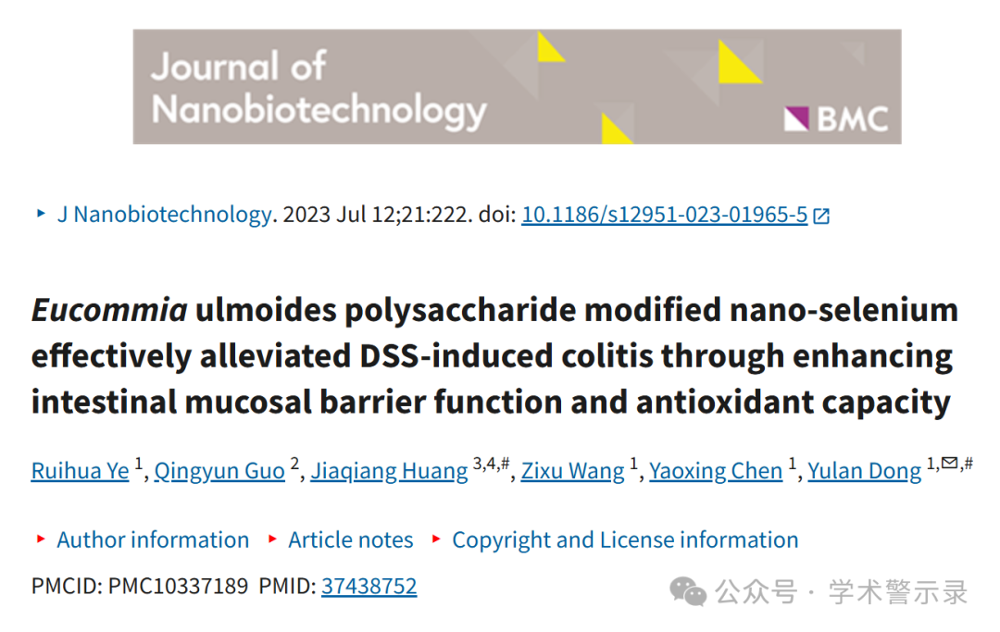 Journal of
Nanobiotechnology
BMC
J Nanobiotechnology. 2023 Jul 12;21:222. doi: 10.1186/s12951-023-01965-5
Eucommia ulmoides polysaccharide modified nano-selenium
effectively alleviated DSS-induced colitis through enhancing
intestinal mucosal barrier function and antioxidant capacity
Ruihua Ye 1, Qingyun Guo 2, Jiaqiang Huang 3,4,#, Zixu Wang 1, Yaoxing Chen 1, Yulan Dong 1,✉,#
Author information Article notes Copyright and License information
PMCID: PMC10337189 PMID: 37438752
公众号 · 学术警示录